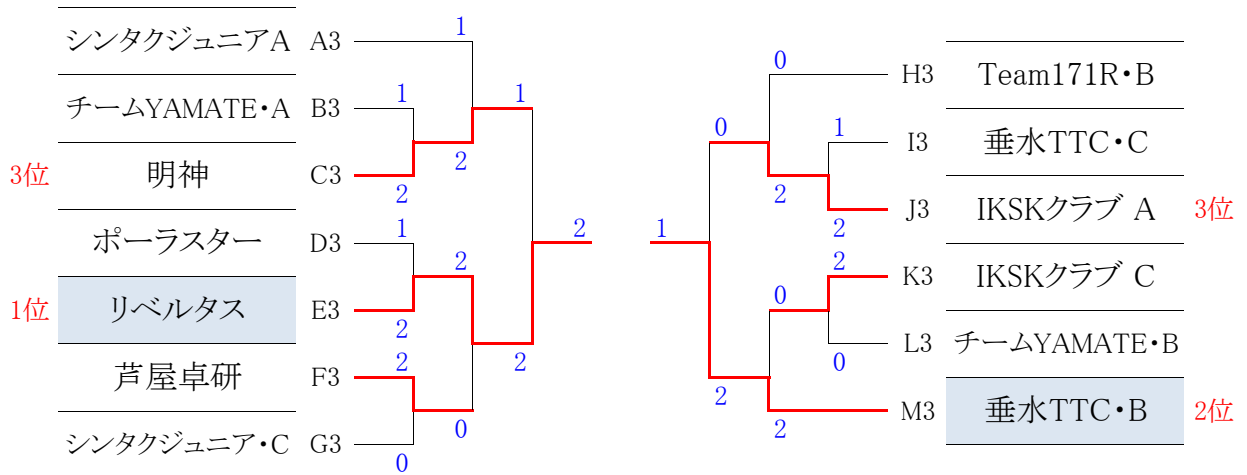 シンタクジュニアA A3
チームYAMATE・A B3
3位 明神 C3
ポーラスター D3
1位 リベルタス E3
芦屋卓研 F3
シンタクジュニア・C G3
1
1
2
2
1
2
2
2
0
0
1
2
2
2
H3 Team171R・B
I3 垂水TTC・C
J3 IKSKクラブ A 3位
K3 IKSKクラブ C
L3 チームYAMATE・B
M3 垂水TTC・B 2位
0
1
2
2
0
2
0
0
2
2
1